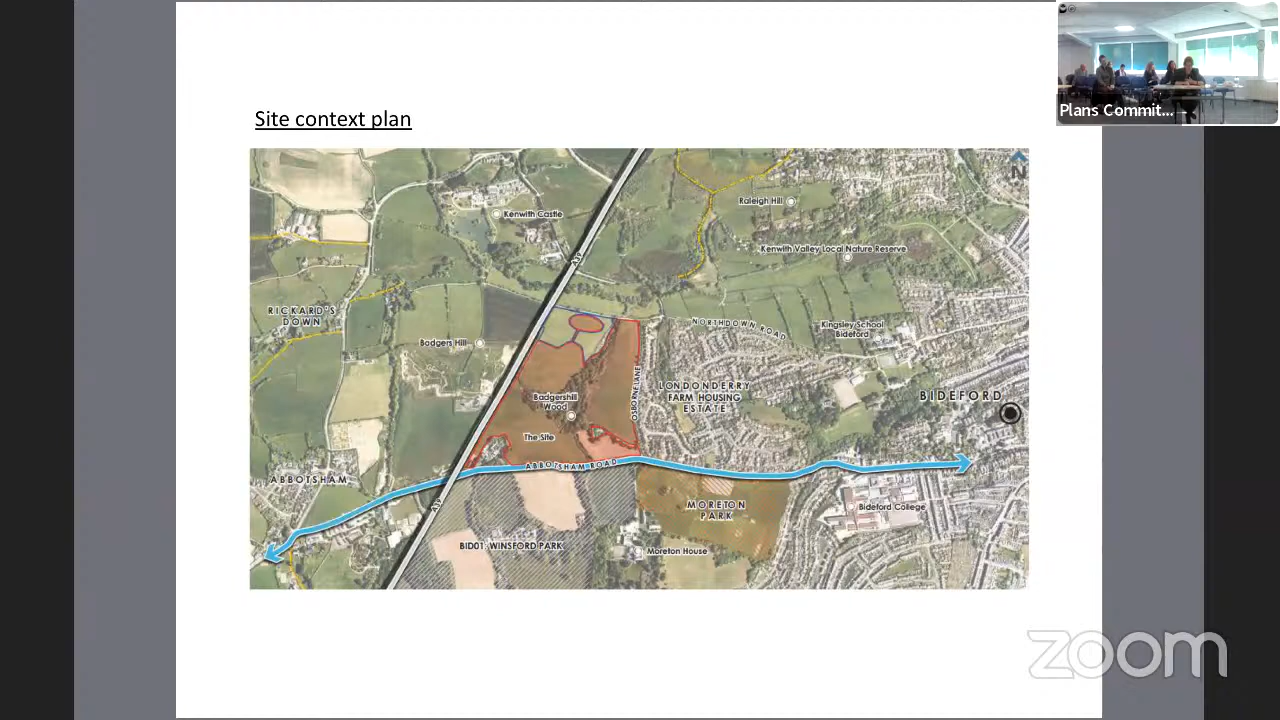 Plans Commit...
Site context plan
N
Raleigh Hill
Kenwith Castle
Kenwith Valley Local Nature Reserve
A39
RICKARD'S
DOWN
NORTHDOWN ROAD
Kingsley School
Bideford
Badgers Hill
OSBORNE LANE
LONDONDERRY
FARM HOUSING
ESTATE
BIDEFORD
Badgershill
Wood
The Site
ABBOTSHAM ROAD
ABBOTSHAM
A39
MORETON
PARK
Bideford College
BID01: WINSFORD PARK
Moreton House
zoom